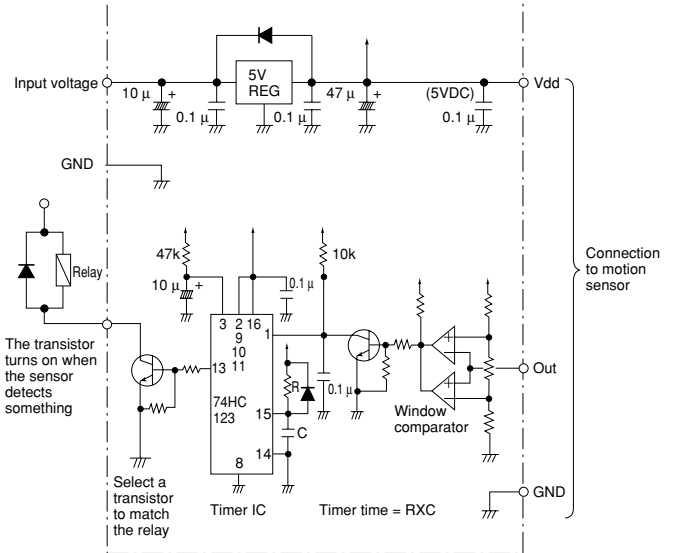 Input voltage
10 µ
+
0.1 µ
5V
REG
0.1 µ
47 µ
+
(5VDC)
0.1 µ
Vdd
GND
Relay
The transistor
turns on when
the sensor
detects
something
47k
10 µ
+
0.1 µ
10k
3
2
16
9
10
11
1
13
74HC
123
15
14
8
R
C
0.1 µ
+
-
+
-
Window
comparator
Out
Connection
to motion
sensor
GND
Select a
transistor
to match
the relay
Timer IC
Timer time = RXC